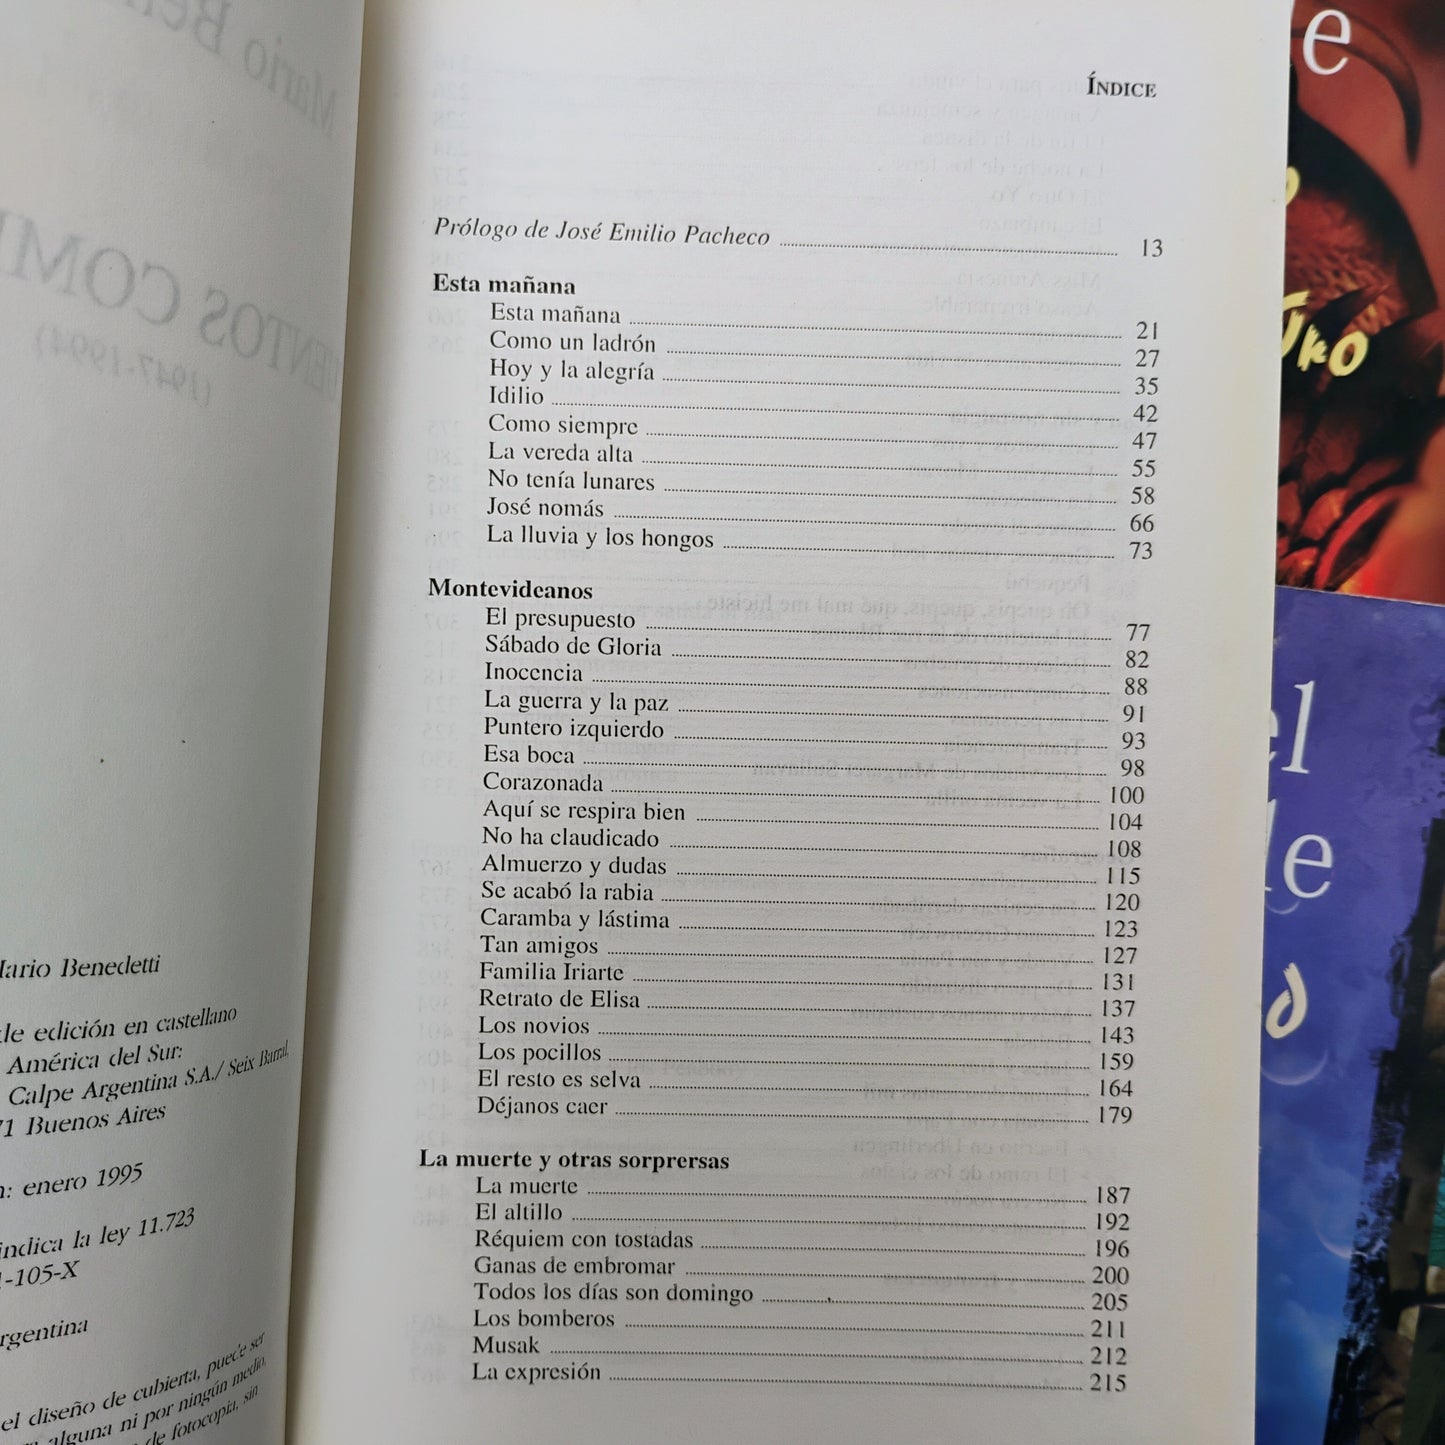 Mario Benedetti
de edición en castellano
América del Sur:
Calpe Argentina S.A./ Seix Barral,
71 Buenos Aires
enero 1995
indica la ley 11.723
-105-X
el diseño de cubierta, puede ser
alguna ni por ningún medio,
de fotocopia, sin
ÍNDICE
Prólogo de José Emilio Pacheco 13
Esta mañana
Esta mañana 21
Como un ladrón 27
Hoy y la alegría 35
Idilio 42
Como siempre 47
La vereda alta 55
No tenía lunares 58
José nomás 66
La lluvia y los hongos 73
Montevideanos
El presupuesto 77
Sábado de Gloria 82
Inocencia 88
La guerra y la paz 91
Puntero izquierdo 93
Esa boca 98
Corazonada 100
Aquí se respira bien 104
No ha claudicado 108
Almuerzo y dudas 115
Se acabó la rabia 120
Caramba y lástima 123
Tan amigos 127
Familia Iriarte 131
Retrato de Elisa 137
Los novios 143
Los pocillos 159
El resto es selva 164
Déjanos caer 179
La muerte y otras sorprersas
La muerte 187
El altillo 192
Réquiem con tostadas 196
Ganas de embromar 200
Todos los días son domingo 205
Los bomberos 211
Musak 212
La expresión 215